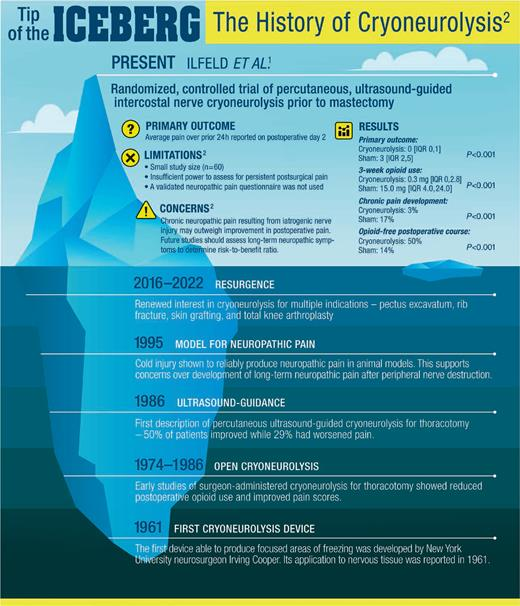 Tip of the ICEBERG
The History of Cryoneurolysis2
PRESENT ILFELD ET AL.1
Randomized, controlled trial of percutaneous, ultrasound-guided
intercostal nerve cryoneurolysis prior to mastectomy
? PRIMARY OUTCOME
Average pain over prior 24h reported on postoperative day 2
LIMITATIONS2
• Small study size (n=60)
• Insufficient power to assess for persistent postsurgical pain
• A validated neuropathic pain questionnaire was not used
! CONCERNS2
Chronic neuropathic pain resulting from iatrogenic nerve
injury may outweigh improvement in postoperative pain.
Future studies should assess long-term neuropathic symp-
toms to determine risk-to-benefit ratio.
RESULTS
Primary outcome:
Cryoneurolysis: 0 [IQR 0,1]
Sham: 3 [IQR 2,5] P<0.001
3-week opioid use:
Cryoneurolysis: 0.3 mg [IQR 0,2.8]
Sham: 15.0 mg [IQR 4.0,24.0] P<0.001
Chronic pain development:
Cryoneurolysis: 3%
Sham: 17% P<0.001
Opioid-free postoperative course:
Cryoneurolysis: 50%
Sham: 14% P<0.001
2016–2022 RESURGENCE
Renewed interest in cryoneurolysis for multiple indications – pectus excavatum, rib
fracture, skin grafting, and total knee arthroplasty
1995 MODEL FOR NEUROPATHIC PAIN
Cold injury shown to reliably produce neuropathic pain in animal models. This supports
concerns over development of long-term neuropathic pain after peripheral nerve destruction.
1986 ULTRASOUND-GUIDANCE
First description of percutaneous ultrasound-guided cryoneurolysis for thoracotomy
– 50% of patients improved while 29% had worsened pain.
1974–1986 OPEN CRYONEUROLYSIS
Early studies of surgeon-administered cryoneurolysis for thoracotomy showed reduced
postoperative opioid use and improved pain scores.
1961 FIRST CRYONEUROLYSIS DEVICE
The first device able to produce focused areas of freezing was developed by New York
University neurosurgeon Irving Cooper. Its application to nervous tissue was reported in 1961.